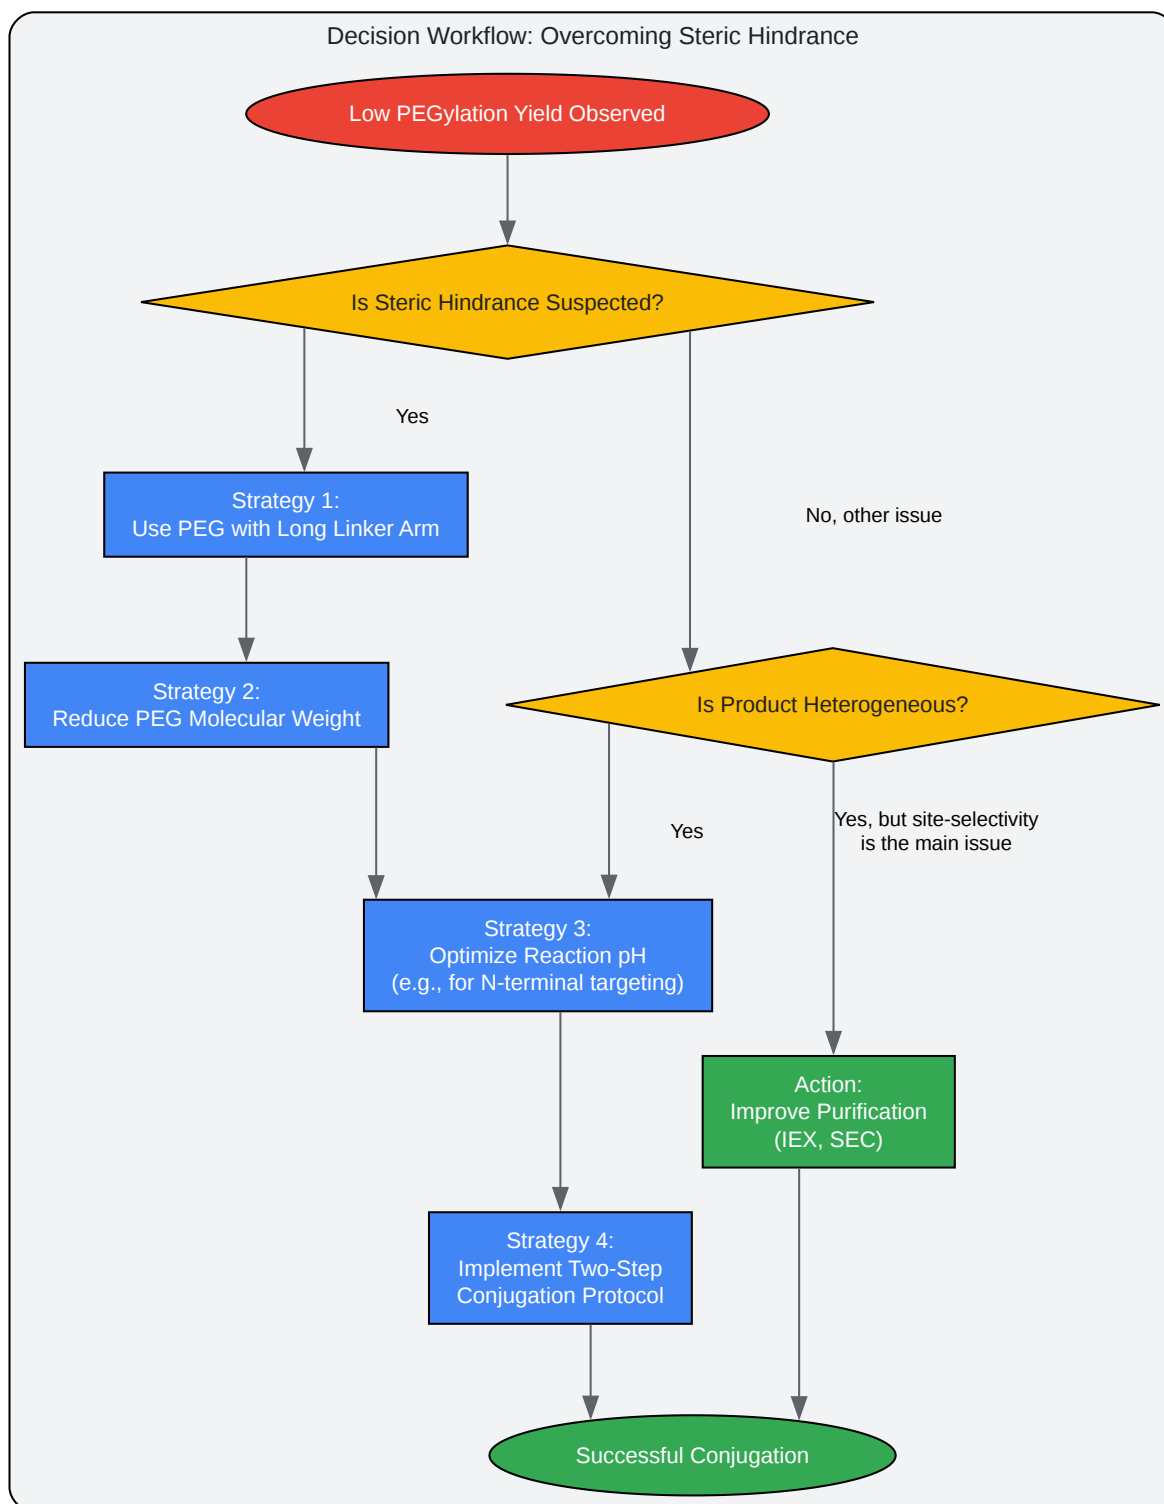 Decision Workflow: Overcoming Steric Hindrance
Low PEGylation Yield Observed
Is Steric Hindrance Suspected?
Yes
Strategy 1:
Use PEG with Long Linker Arm
No, other issue
Strategy 2:
Reduce PEG Molecular Weight
Is Product Heterogeneous?
Yes
Yes, but site-selectivity
is the main issue
Strategy 3:
Optimize Reaction pH
(e.g., for N-terminal targeting)
Action:
Improve Purification
(IEX, SEC)
Strategy 4:
Implement Two-Step
Conjugation Protocol
Successful Conjugation